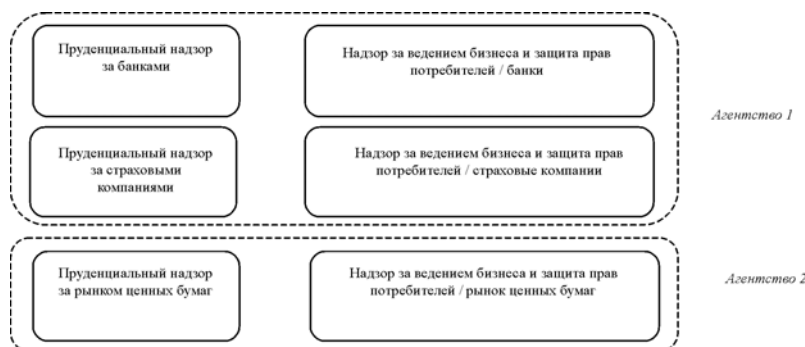 Пруденциальный надзор
за банками
Надзор за ведением бизнеса и защита прав
потребителей / банки
Агентство 1
Пруденциальный надзор
за страховыми
компаниями
Надзор за ведением бизнеса и защита прав
потребителей / страховые компании
Пруденциальный надзор
за рынком ценных бумаг
Надзор за ведением бизнеса и защита прав
потребителей / рынок ценных бумаг
Агентство 2